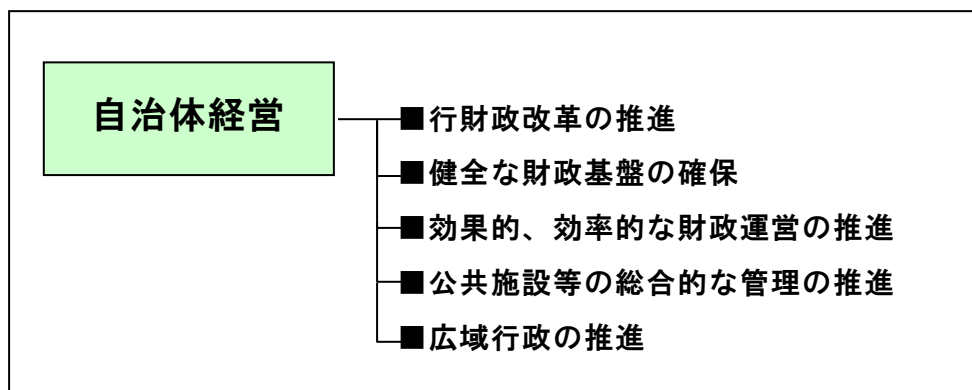 自治体経営
■行財政改革の推進
■健全な財政基盤の確保
■効果的、効率的な財政運営の推進
■公共施設等の総合的な管理の推進
■広域行政の推進